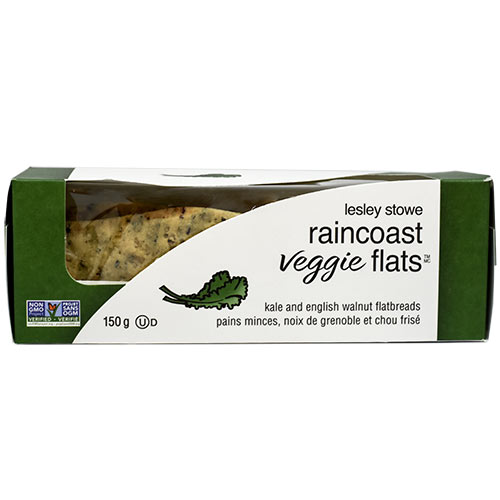 lesley stowe
raincoast
veggie flats™
MC
kale and english walnut flatbreads
pains minces, noix de grenoble et chou frisé
150 g Ⓤ D
NON
GMO
Project
VERIFIED - VÉRIFIÉ
PROJET
SANS
OGM